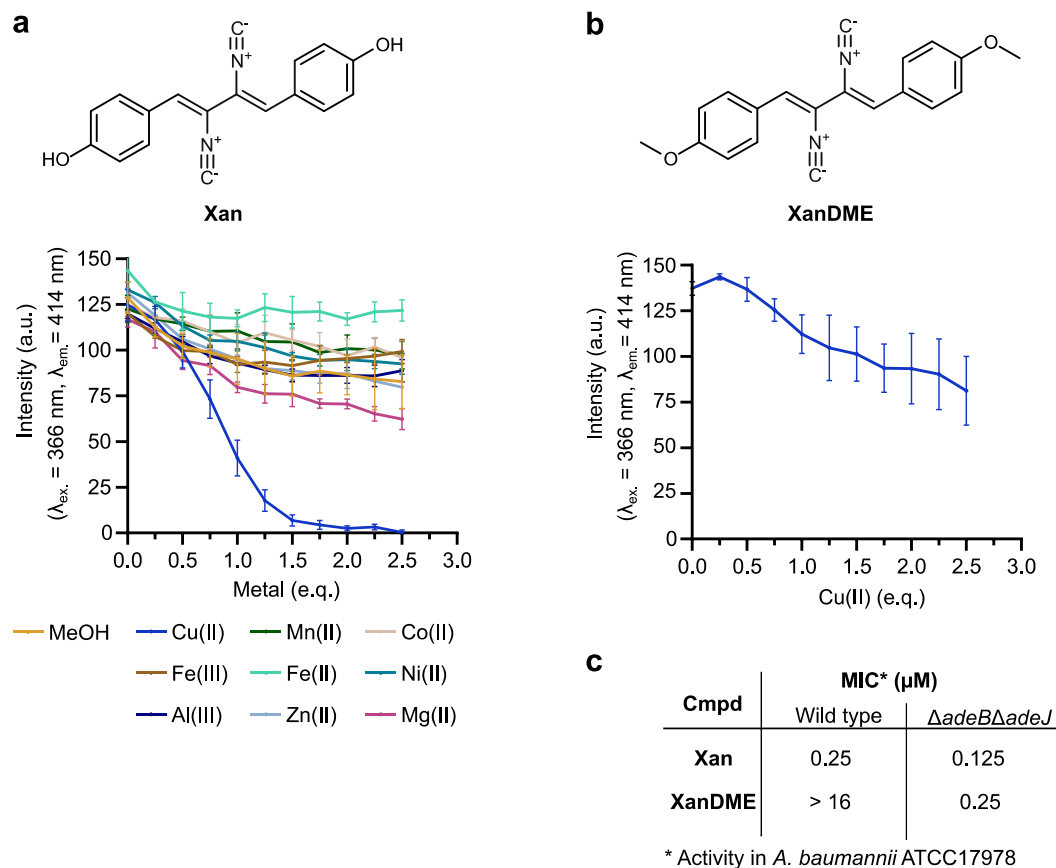 a
C-
N+
OH
HO
N+
C-
Xan
Intensity (a.u.)
(λex. = 366 nm, λem. = 414 nm)
150
125
100
75
50
25
0
0.0 0.5 1.0 1.5 2.0 2.5 3.0
Metal (e.q.)
MeOH Cu(II) Mn(II) Co(II)
Fe(III) Fe(II) Ni(II)
Al(III) Zn(II) Mg(II)
b
C-
N+
O
O
N+
C-
XanDME
Intensity (a.u.)
(λex. = 366 nm, λem. = 414 nm)
150
125
100
75
50
25
0
0.0 0.5 1.0 1.5 2.0 2.5 3.0
Cu(II) (e.q.)
c
MIC* (µM)
Cmpd Wild type ΔadeBΔadeJ
Xan 0.25 0.125
XanDME > 16 0.25
* Activity in A. baumannii ATCC17978